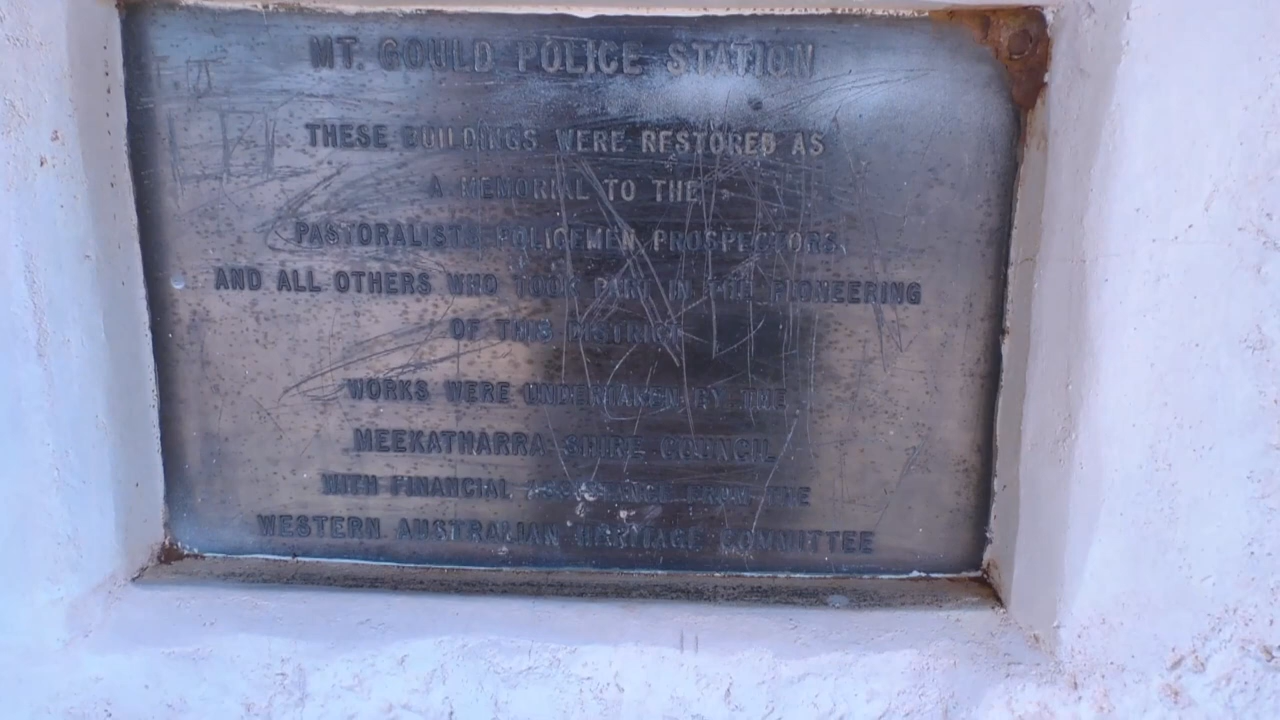 MT. GOULD POLICE STATION
THESE BUILDINGS WERE RESTORED AS
A MEMORIAL TO THE
PASTORALISTS POLICEMEN PROSPECTORS
AND ALL OTHERS WHO TOOK PART IN THE PIONEERING
OF THIS DISTRICT
WORKS WERE UNDERTAKEN BY THE
MEEKATHARRA SHIRE COUNCIL
WITH FINANCIAL ASSISTANCE FROM THE
WESTERN AUSTRALIAN HERITAGE COMMITTEE